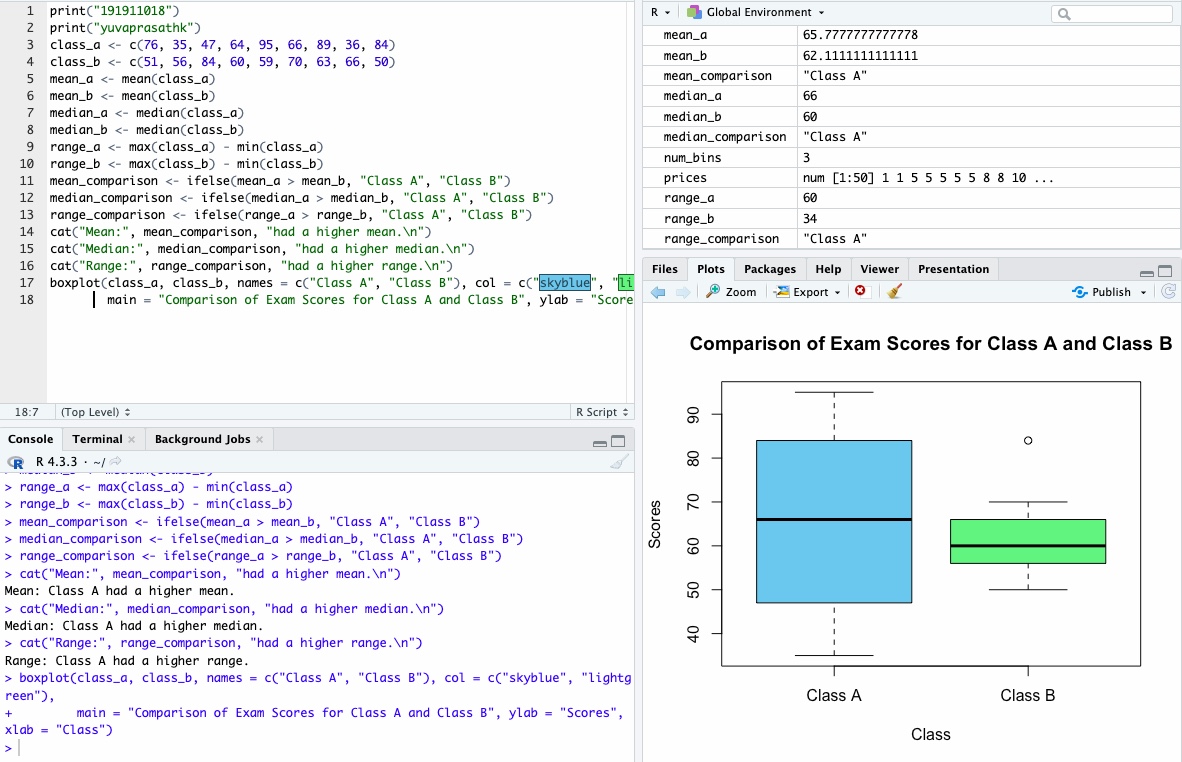 1 print("191911018")
2 print("yuvaprasathk")
3 class_a <- c(76, 35, 47, 64, 95, 66, 89, 36, 84)
4 class_b <- c(51, 56, 84, 60, 59, 70, 63, 66, 50)
5 mean_a <- mean(class_a)
6 mean_b <- mean(class_b)
7 median_a <- median(class_a)
8 median_b <- median(class_b)
9 range_a <- max(class_a) - min(class_a)
10 range_b <- max(class_b) - min(class_b)
11 mean_comparison <- ifelse(mean_a > mean_b, "Class A", "Class B")
12 median_comparison <- ifelse(median_a > median_b, "Class A", "Class B")
13 range_comparison <- ifelse(range_a > range_b, "Class A", "Class B")
14 cat("Mean:", mean_comparison, "had a higher mean.\n")
15 cat("Median:", median_comparison, "had a higher median.\n")
16 cat("Range:", range_comparison, "had a higher range.\n")
17 boxplot(class_a, class_b, names = c("Class A", "Class B"), col = c("skyblue", "li
18 main = "Comparison of Exam Scores for Class A and Class B", ylab = "Score
18:7 (Top Level) R Script
Console Terminal Background Jobs
R 4.3.3 · ~/
> range_a <- max(class_a) - min(class_a)
> range_b <- max(class_b) - min(class_b)
> mean_comparison <- ifelse(mean_a > mean_b, "Class A", "Class B")
> median_comparison <- ifelse(median_a > median_b, "Class A", "Class B")
> range_comparison <- ifelse(range_a > range_b, "Class A", "Class B")
> cat("Mean:", mean_comparison, "had a higher mean.\n")
Mean: Class A had a higher mean.
> cat("Median:", median_comparison, "had a higher median.\n")
Median: Class A had a higher median.
> cat("Range:", range_comparison, "had a higher range.\n")
Range: Class A had a higher range.
> boxplot(class_a, class_b, names = c("Class A", "Class B"), col = c("skyblue", "lightg
reen"),
+ main = "Comparison of Exam Scores for Class A and Class B", ylab = "Scores",
xlab = "Class")
>
R Global Environment
mean_a 65.7777777777778
mean_b 62.1111111111111
mean_comparison "Class A"
median_a 66
median_b 60
median_comparison "Class A"
num_bins 3
prices num [1:50] 1 1 5 5 5 5 5 8 8 10 ...
range_a 60
range_b 34
range_comparison "Class A"
Files Plots Packages Help Viewer Presentation
Zoom Export Publish
Comparison of Exam Scores for Class A and Class B
Scores
90
80
70
60
50
40
Class A Class B
Class